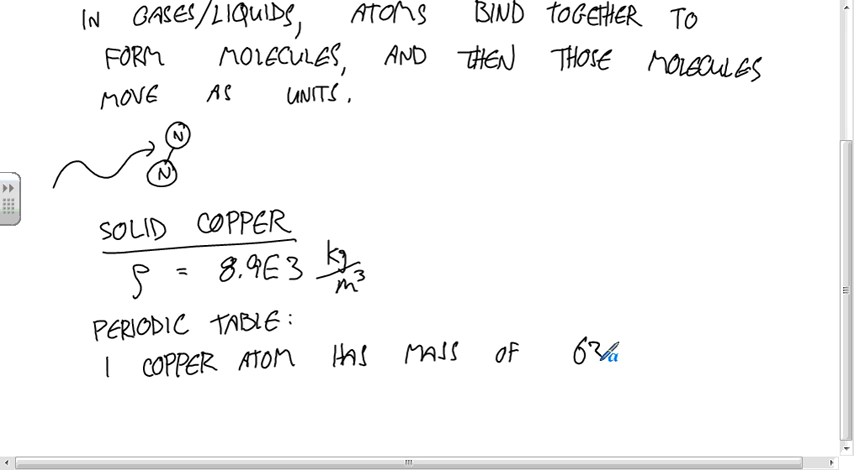 IN GASES/LIQUIDS, ATOMS BIND TOGETHER TO
FORM MOLECULES, AND THEN THOSE MOLECULES
MOVE AS UNITS.
N
N
SOLID COPPER
ρ = 8.9E3 kg/m³
PERIODIC TABLE:
1 COPPER ATOM HAS MASS OF 63